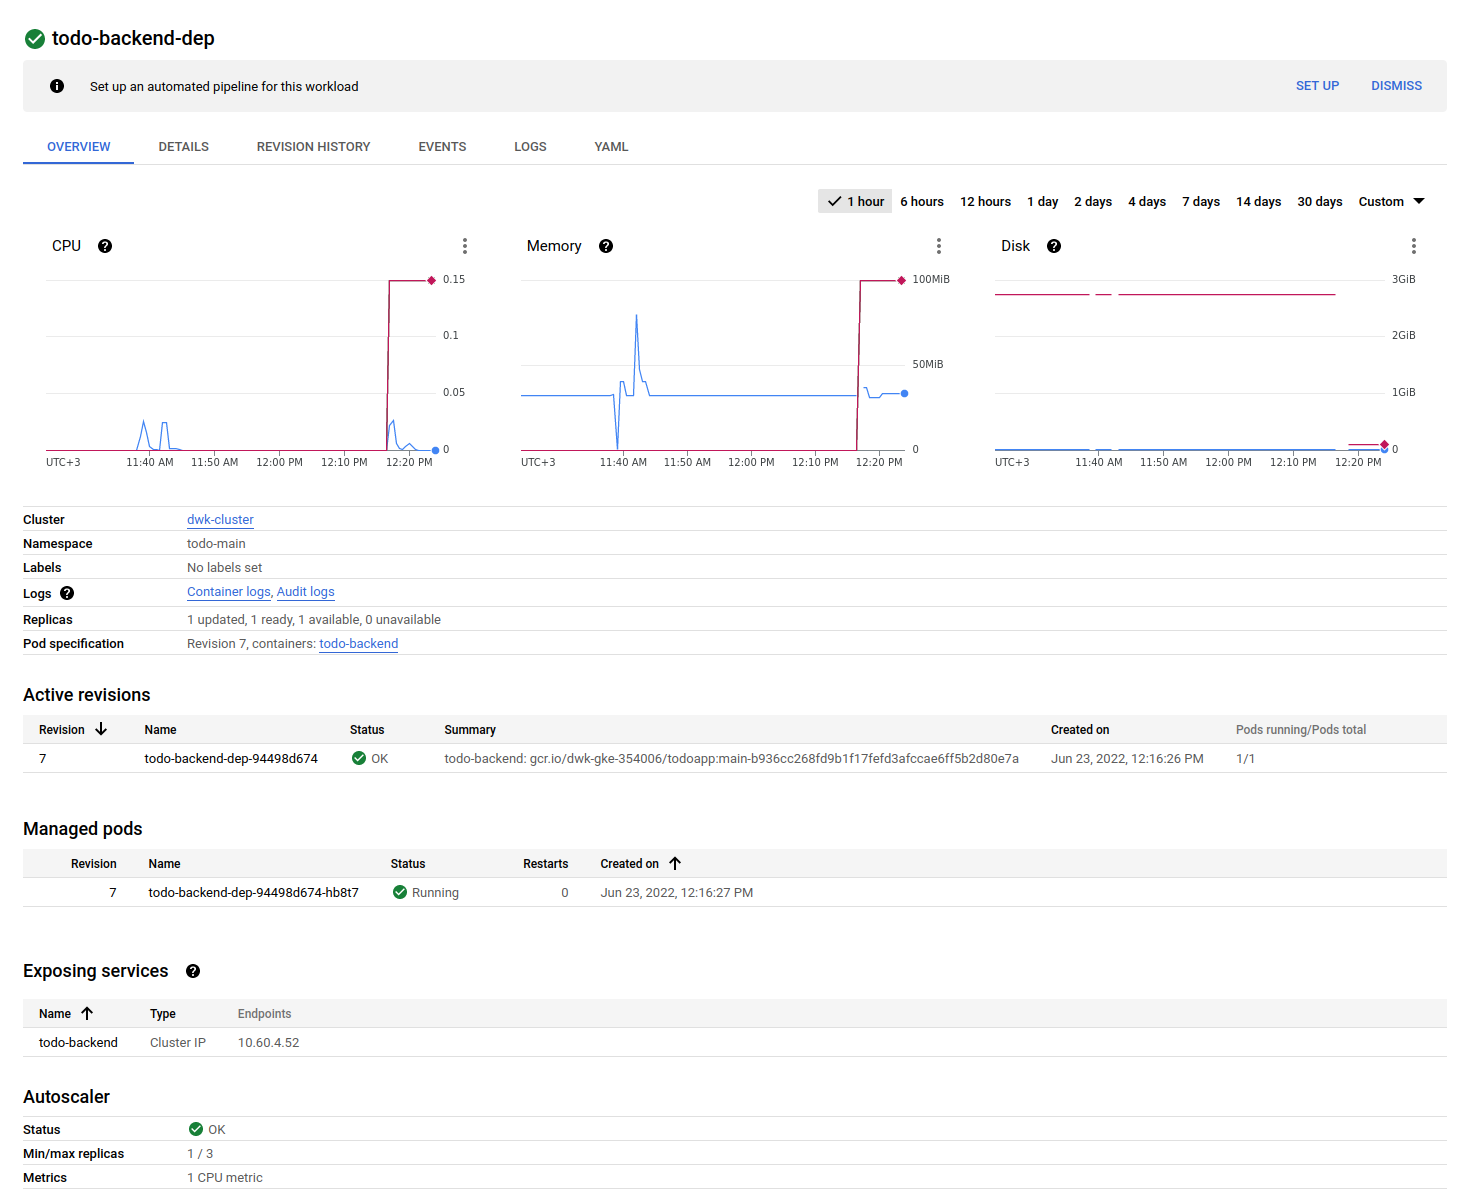 todo-backend-dep
Set up an automated pipeline for this workload SET UP DISMISS
OVERVIEW DETAILS REVISION HISTORY EVENTS LOGS YAML
1 hour 6 hours 12 hours 1 day 2 days 4 days 7 days 14 days 30 days Custom
CPU
0.15
0.1
0.05
0
UTC+3 11:40 AM 11:50 AM 12:00 PM 12:10 PM 12:20 PM
Memory
100MiB
50MiB
0
UTC+3 11:40 AM 11:50 AM 12:00 PM 12:10 PM 12:20 PM
Disk
3GiB
2GiB
1GiB
0
UTC+3 11:40 AM 11:50 AM 12:00 PM 12:10 PM 12:20 PM
Cluster dwk-cluster
Namespace todo-main
Labels No labels set
Logs Container logs, Audit logs
Replicas 1 updated, 1 ready, 1 available, 0 unavailable
Pod specification Revision 7, containers: todo-backend
Active revisions
Revision Name Status Summary Created on Pods running/Pods total
7 todo-backend-dep-94498d674 OK todo-backend: gcr.io/dwk-gke-354006/todoapp:main-b936cc268fd9b1f17fefd3afccae6ff5b2d80e7a Jun 23, 2022, 12:16:26 PM 1/1
Managed pods
Revision Name Status Restarts Created on
7 todo-backend-dep-94498d674-hb8t7 Running 0 Jun 23, 2022, 12:16:27 PM
Exposing services
Name Type Endpoints
todo-backend Cluster IP 10.60.4.52
Autoscaler
Status OK
Min/max replicas 1 / 3
Metrics 1 CPU metric